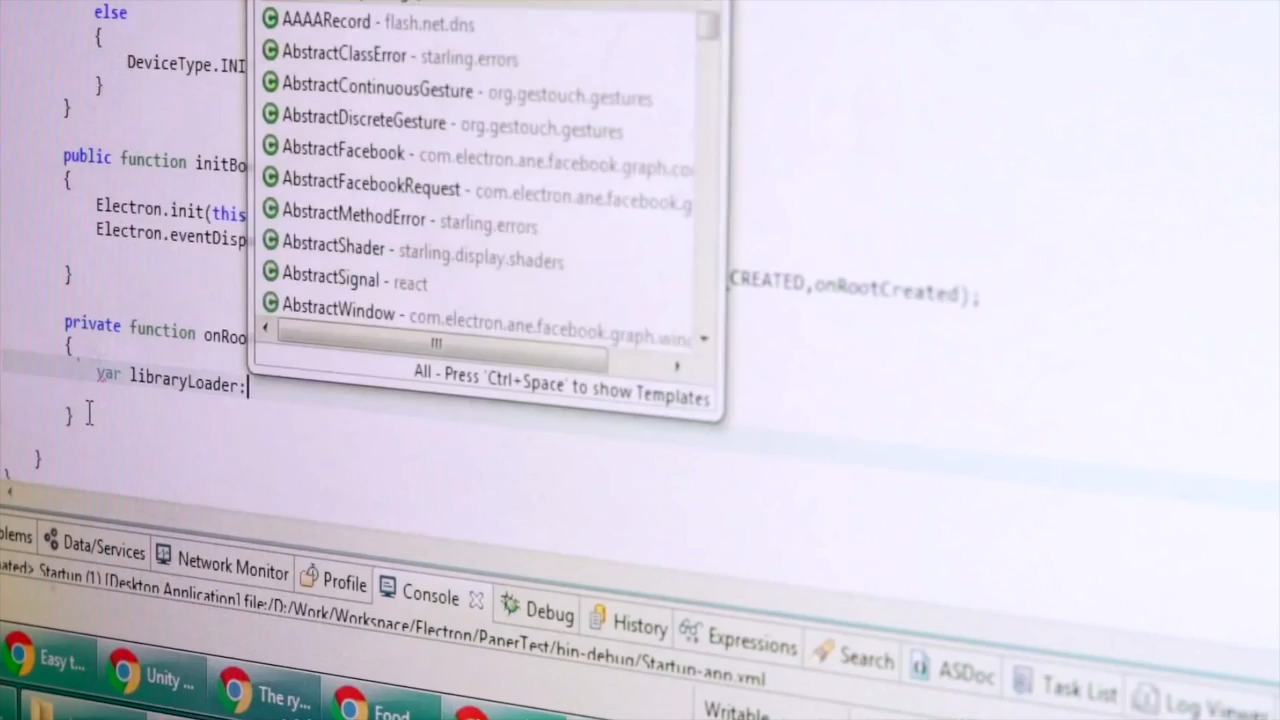 else
{
DeviceType.INI
}
}
public function initBo
{
Electron.init(this
Electron.eventDisp
CREATED,onRootCreated);
}
private function onRoo
{
var libraryLoader:
}
}
AAAARecord - flash.net.dns
AbstractClassError - starling.errors
AbstractContinuousGesture - org.gestouch.gestures
AbstractDiscreteGesture - org.gestouch.gestures
AbstractFacebook - com.electron.ane.facebook.graph.co
AbstractFacebookRequest - com.electron.ane.facebook.g
AbstractMethodError - starling.errors
AbstractShader - starling.display.shaders
AbstractSignal - react
AbstractWindow - com.electron.ane.facebook.graph.win
All - Press 'Ctrl+Space' to show Templates
blems Data/Services Network Monitor Profile Console Debug History Expressions Search ASDoc Task List Log View
ated> Startup (1) [Desktop Application] file:/D:/Work/Workspace/Electron/PanerTest/bin-debug/Startup-app.xml
Writable
Easy t... Unity ... The ry... Food